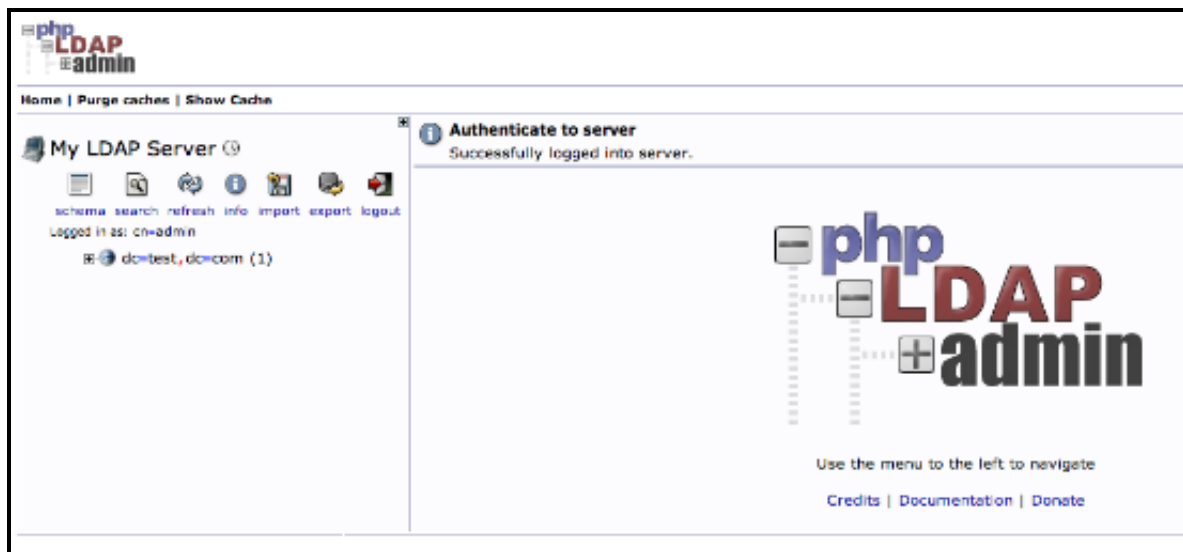 php
LDAP
admin
Home | Purge caches | Show Cache
My LDAP Server
schema search refresh info import export logout
Logged in as: cn=admin
dc=test,dc=com (1)
Authenticate to server
Successfully logged into server.
php
LDAP
admin
Use the menu to the left to navigate
Credits | Documentation | Donate